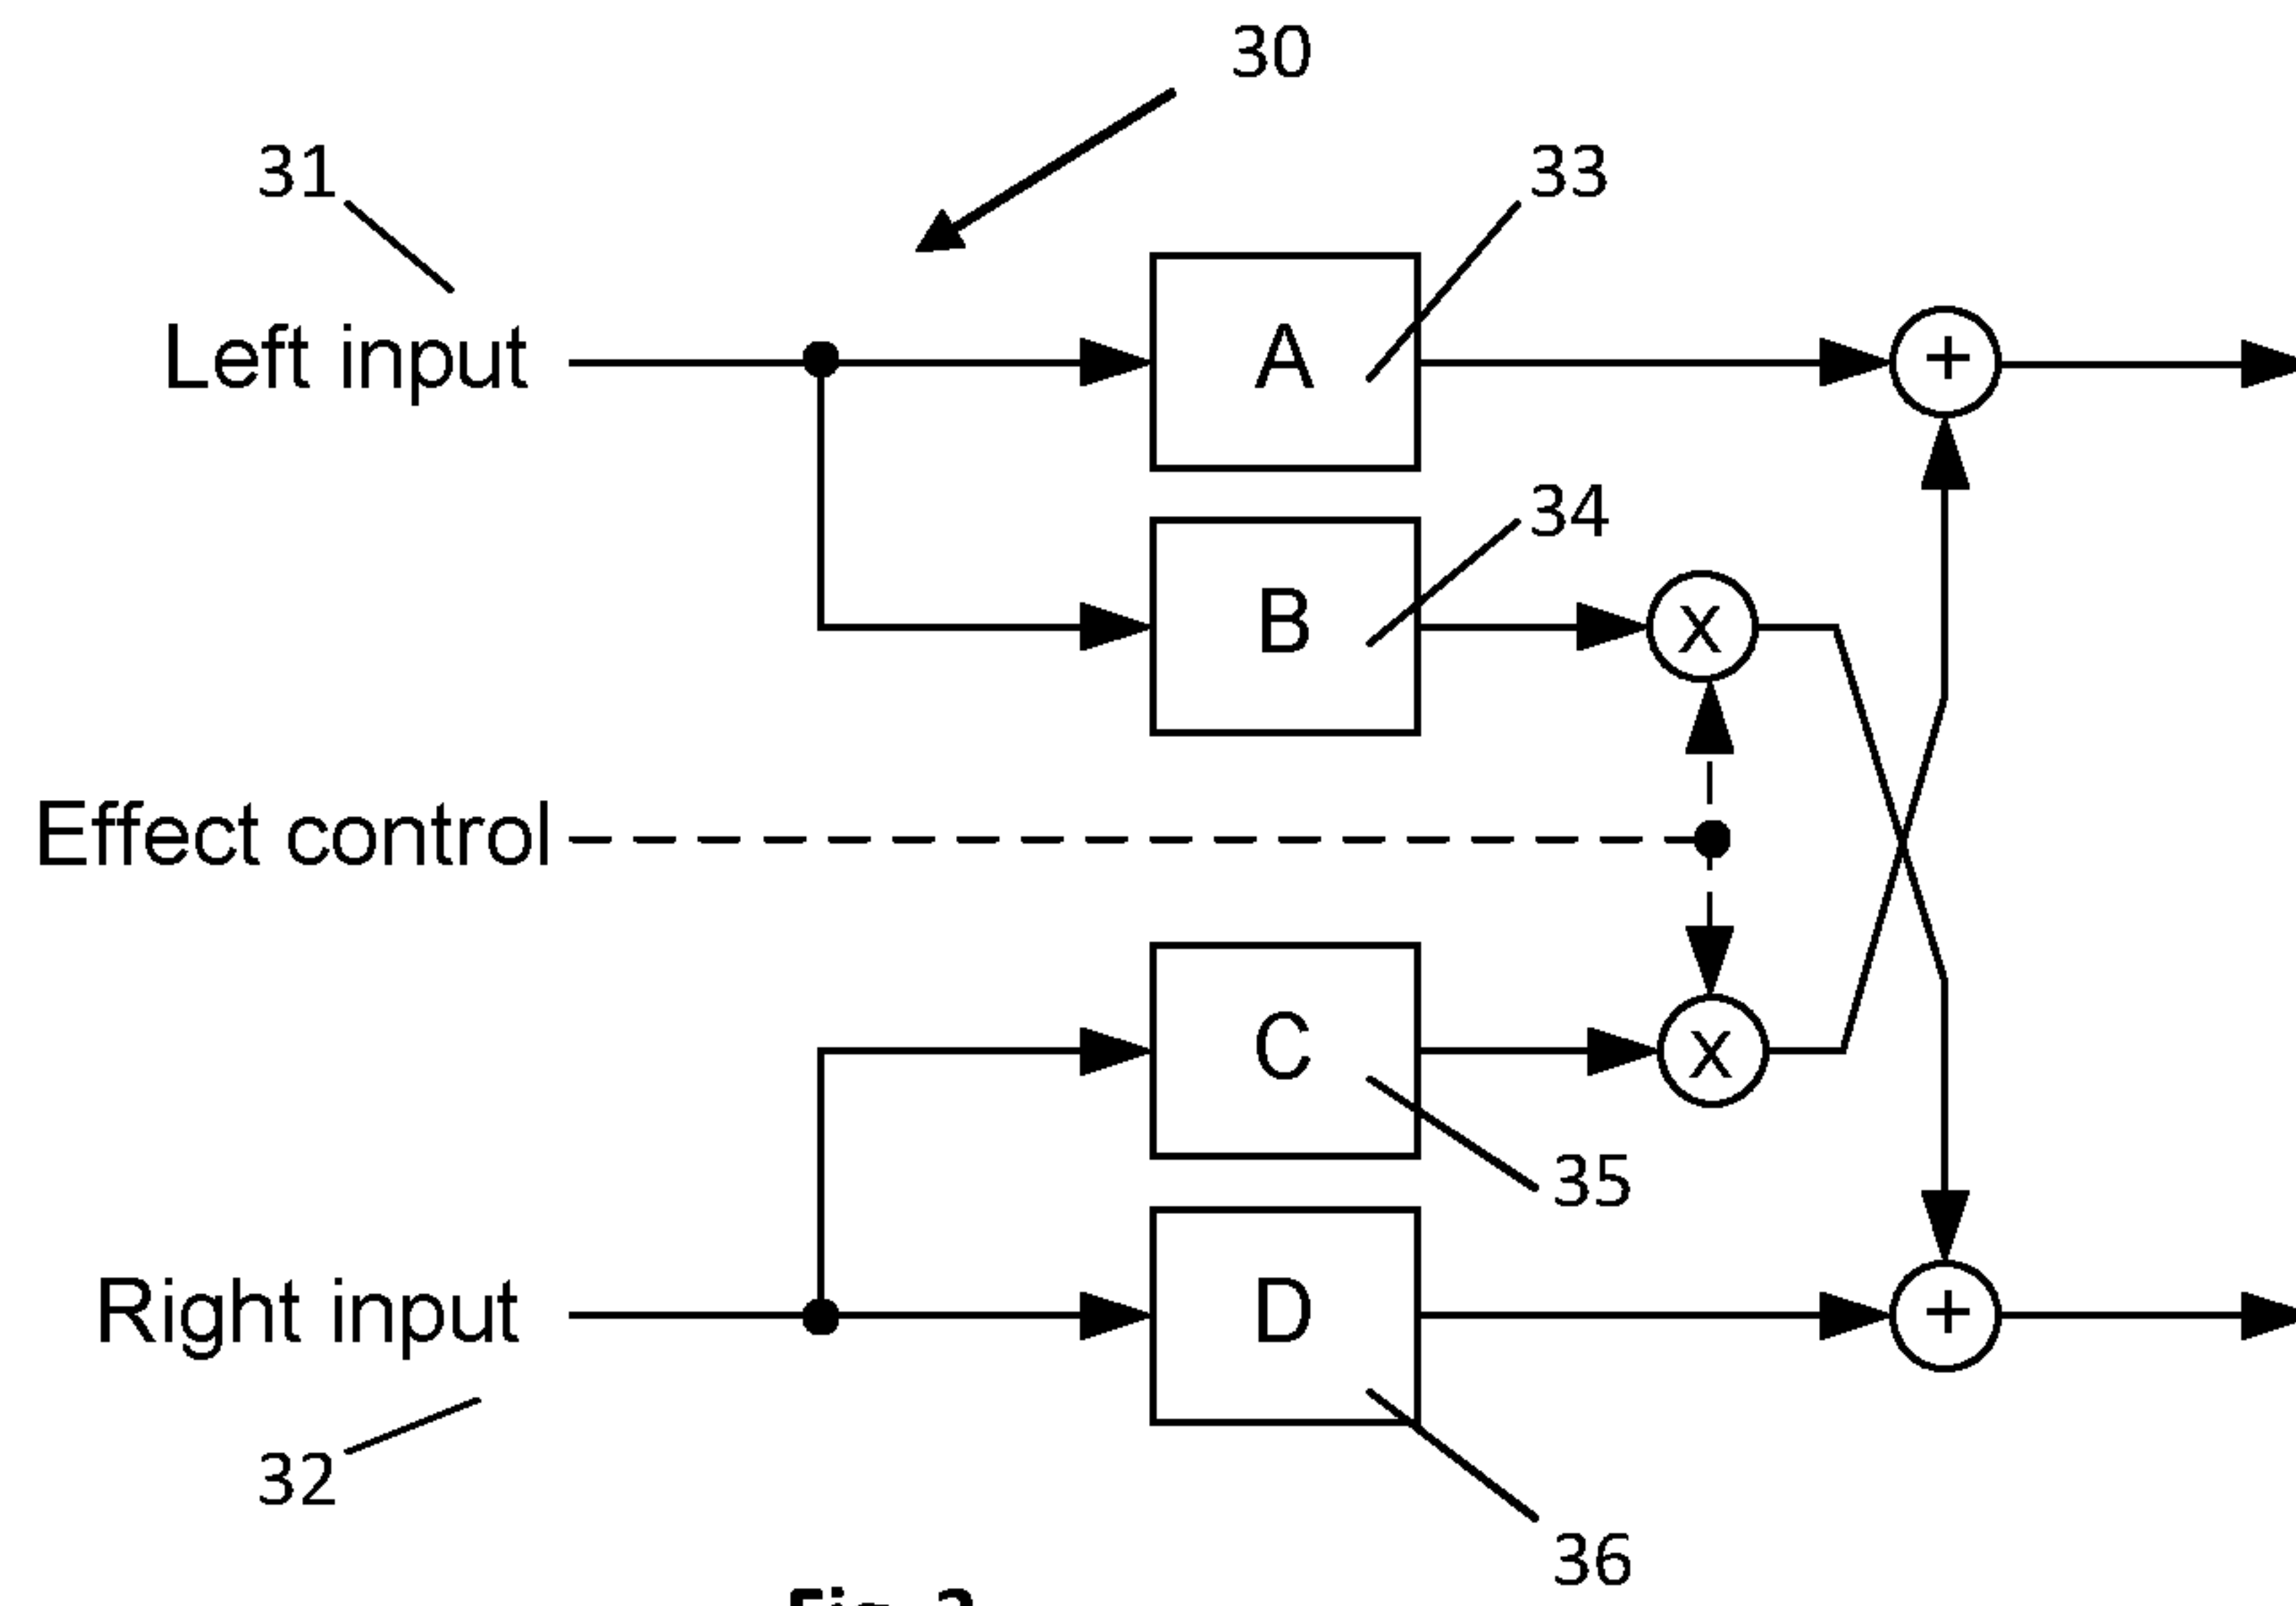 30
31
33
Left input
A
+
34
B
x
Effect control
C
x
35
Right input
D
+
32
36